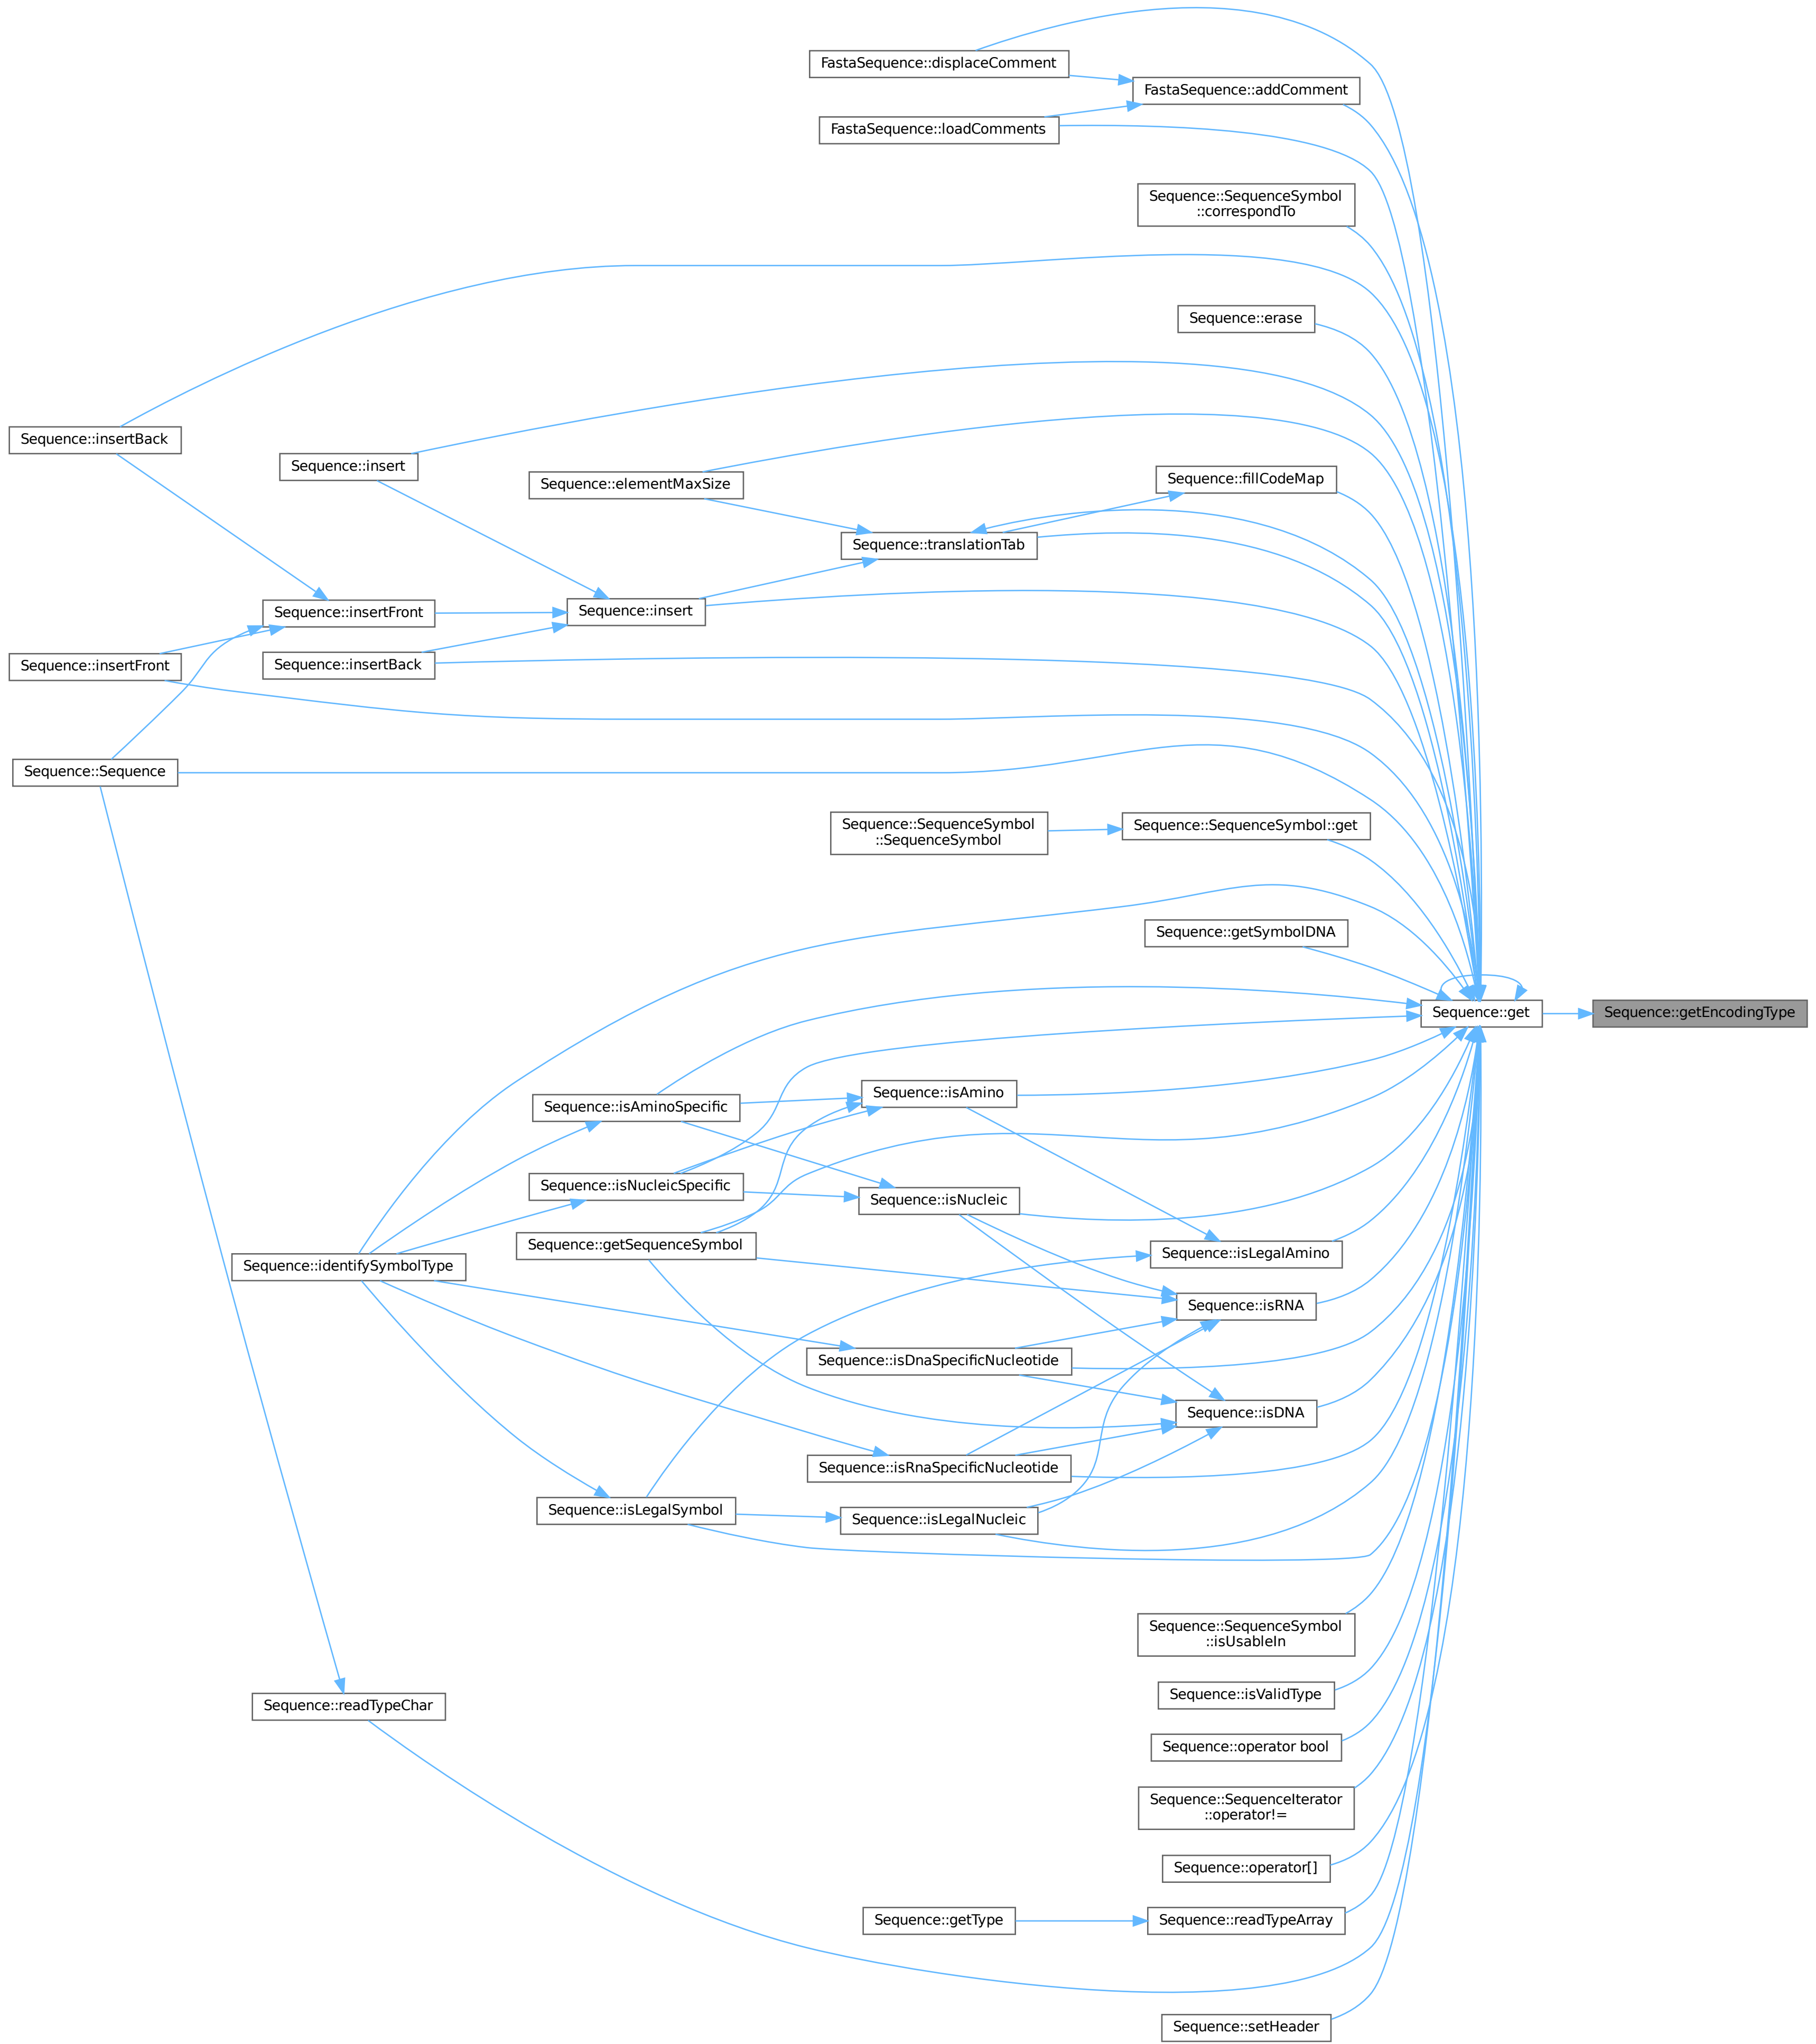 FastaSequence::displaceComment
FastaSequence::addComment
FastaSequence::loadComments
Sequence::SequenceSymbol
::correspondTo
Sequence::erase
Sequence::insertBack
Sequence::insert
Sequence::elementMaxSize
Sequence::fillCodeMap
Sequence::translationTab
Sequence::insertFront
Sequence::insert
Sequence::insertFront
Sequence::insertBack
Sequence::Sequence
Sequence::SequenceSymbol
::SequenceSymbol
Sequence::SequenceSymbol::get
Sequence::getSymbolDNA
Sequence::get
Sequence::getEncodingType
Sequence::isAminoSpecific
Sequence::isAmino
Sequence::isNucleicSpecific
Sequence::isNucleic
Sequence::getSequenceSymbol
Sequence::isLegalAmino
Sequence::identifySymbolType
Sequence::isRNA
Sequence::isDnaSpecificNucleotide
Sequence::isDNA
Sequence::isRnaSpecificNucleotide
Sequence::isLegalSymbol
Sequence::isLegalNucleic
Sequence::SequenceSymbol
::isUsableIn
Sequence::isValidType
Sequence::readTypeChar
Sequence::operator bool
Sequence::SequenceIterator
::operator!=
Sequence::operator[]
Sequence::getType
Sequence::readTypeArray
Sequence::setHeader